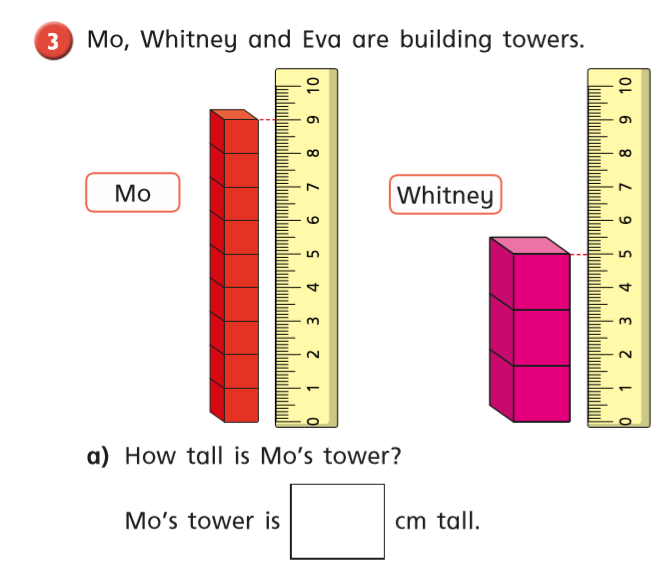 3 Mo, Whitney and Eva are building towers.
Mo
0 1 2 3 4 5 6 7 8 9 10
Whitney
0 1 2 3 4 5 6 7 8 9 10
a) How tall is Mo's tower?
Mo's tower is cm tall.